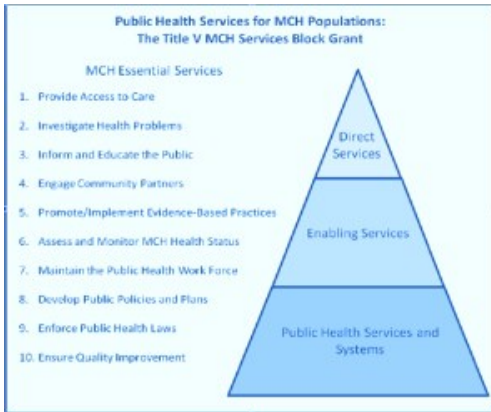 Public Health Services for MCH Populations:
The Title V MCH Services Block Grant
MCH Essential Services
1. Provide Access to Care
2. Investigate Health Problems
3. Inform and Educate the Public
4. Engage Community Partners
5. Promote/Implement Evidence-Based Practices
6. Assess and Monitor MCH Health Status
7. Maintain the Public Health Work Force
8. Develop Public Policies and Plans
9. Enforce Public Health Laws
10. Ensure Quality Improvement
Direct
Services
Enabling Services
Public Health Services and
Systems